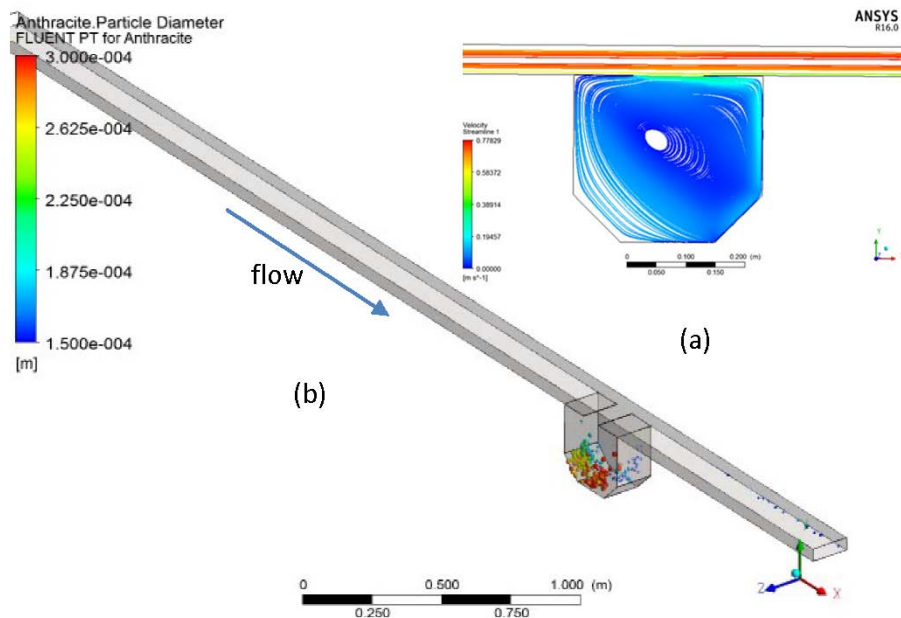 Anthracite.Particle Diameter
FLUENT PT for Anthracite
3.000e-004
2.625e-004
2.250e-004
1.875e-004
1.500e-004
[m]
ANSYS
R16.0
Velocity
Streamline 1
0.77829
0.58372
0.38914
0.19457
0.00000
[m s^-1]
0 0.100 0.200 (m)
0.050 0.150
Y
flow
(a)
(b)
0 0.500 1.000 (m)
0.250 0.750
Z X